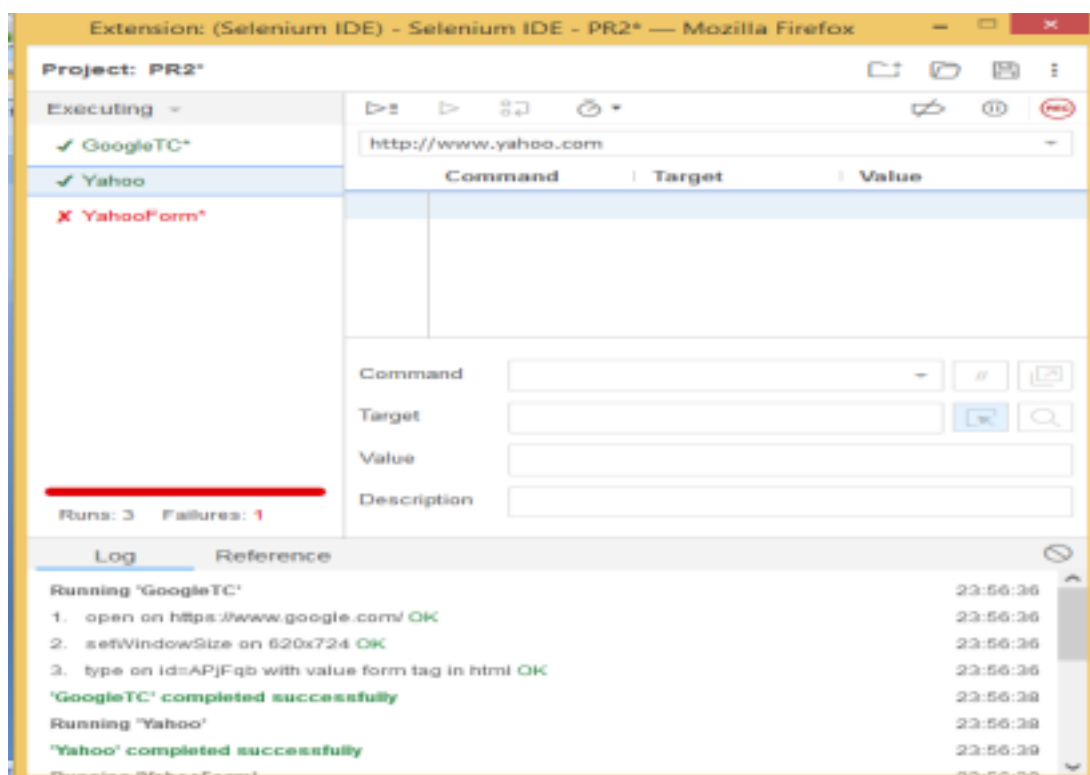 Extension: (Selenium IDE) - Selenium IDE - PR2* — Mozilla Firefox
Project: PR2*
Executing
GoogleTC*
Yahoo
YahooForm*
REC
http://www.yahoo.com
Command Target Value
Command
//
Target
Value
Description
Runs: 3 Failures: 1
Log Reference
Running 'GoogleTC' 23:56:36
1. open on https://www.google.com/ OK 23:56:36
2. setWindowSize on 620x724 OK 23:56:36
3. type on id=APjFqb with value form tag in html OK 23:56:36
'GoogleTC' completed successfully 23:56:38
Running 'Yahoo' 23:56:38
'Yahoo' completed successfully 23:56:39
Running 'YahooForm'